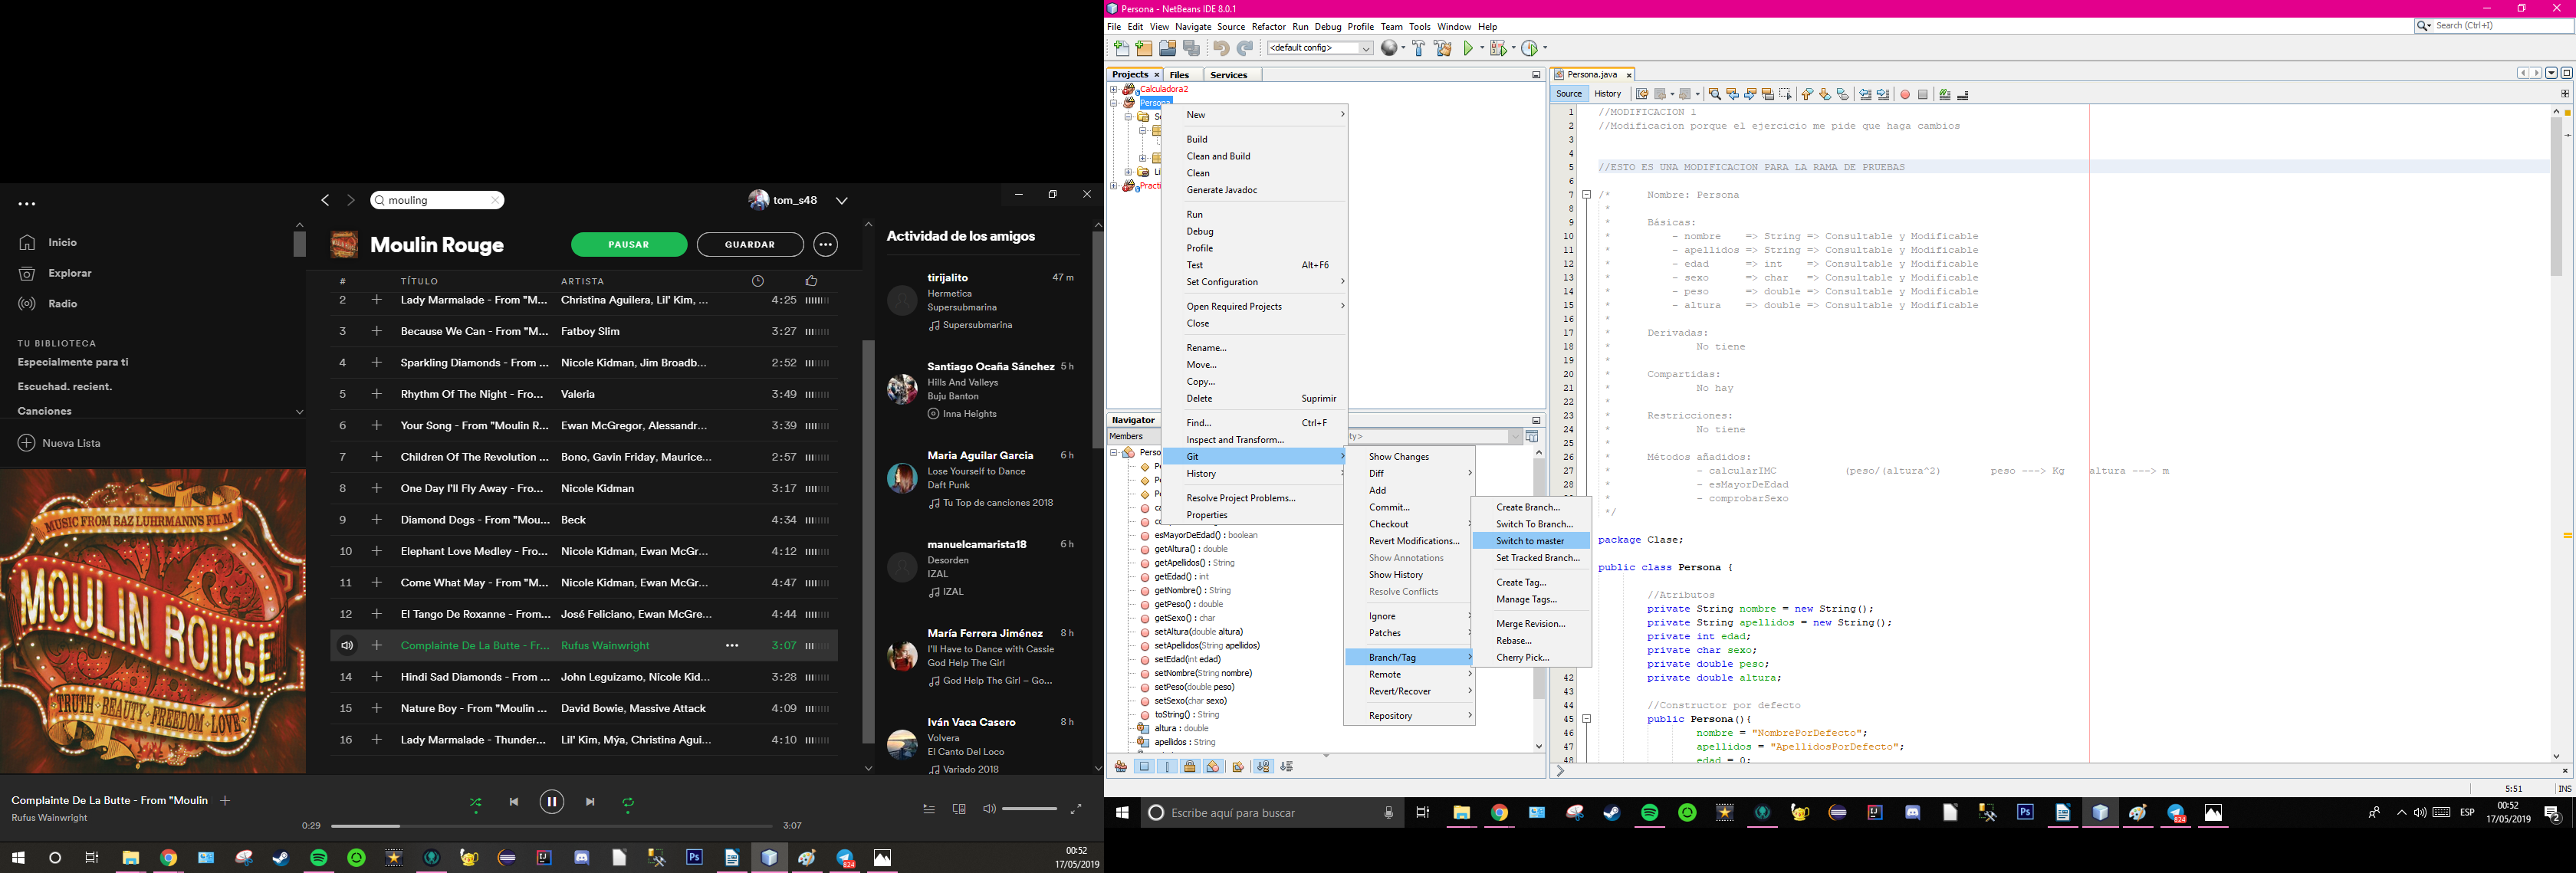 mouling
tom_s48
Inicio
Explorar
Radio
TU BIBLIOTECA
Especialmente para ti
Escuchad. recient.
Canciones
Nueva Lista
MUSIC FROM BAZ LUHRMANN'S FILM
MOULIN ROUGE
TRUTH·BEAUTY·FREEDOM·LOVE
Moulin Rouge
PAUSAR
GUARDAR
# TÍTULO ARTISTA
2 Lady Marmalade - From "M... Christina Aguilera, Lil' Kim, ... 4:25
3 Because We Can - From "M... Fatboy Slim 3:27
4 Sparkling Diamonds - From ... Nicole Kidman, Jim Broadb... 2:52
5 Rhythm Of The Night - Fro... Valeria 3:49
6 Your Song - From "Moulin R... Ewan McGregor, Alessandr... 3:39
7 Children Of The Revolution ... Bono, Gavin Friday, Maurice... 2:57
8 One Day I'll Fly Away - Fro... Nicole Kidman 3:17
9 Diamond Dogs - From "Mou... Beck 4:34
10 Elephant Love Medley - Fro... Nicole Kidman, Ewan McGr... 4:12
11 Come What May - From "M... Nicole Kidman, Ewan McGr... 4:47
12 El Tango De Roxanne - From... José Feliciano, Ewan McGre... 4:44
Complainte De La Butte - Fr... Rufus Wainwright ... 3:07
14 Hindi Sad Diamonds - From ... John Leguizamo, Nicole Kid... 3:28
15 Nature Boy - From "Moulin ... David Bowie, Massive Attack 4:09
16 Lady Marmalade - Thunder... Lil' Kim, Mýa, Christina Agui... 4:10
Actividad de los amigos
tirijalito 47 m
Hermetica
Supersubmarina
Supersubmarina
Santiago Ocaña Sánchez 5 h
Hills And Valleys
Buju Banton
Inna Heights
Maria Aguilar Garcia 6 h
Lose Yourself to Dance
Daft Punk
Tu Top de canciones 2018
manuelcamarista18 6 h
Desorden
IZAL
IZAL
María Ferrera Jiménez 8 h
I'll Have to Dance with Cassie
God Help The Girl
God Help The Girl – Go...
Iván Vaca Casero 8 h
Volvera
El Canto Del Loco
Variado 2018
Complainte De La Butte - From "Moulin
Rufus Wainwright
0:29 3:07
00:52
17/05/2019
Persona - NetBeans IDE 8.0.1
File Edit View Navigate Source Refactor Run Debug Profile Team Tools Window Help
Search (Ctrl+I)
<default config>
Projects Files Services
Calculadora2
Persona
S
Li
Practi
New
Build
Clean and Build
Clean
Generate Javadoc
Run
Debug
Profile
Test Alt+F6
Set Configuration
Open Required Projects
Close
Rename...
Move...
Copy...
Delete Suprimir
Find... Ctrl+F
Inspect and Transform...
Git
History
Resolve Project Problems...
Properties
Show Changes
Diff
Add
Commit...
Checkout
Revert Modifications...
Show Annotations
Show History
Resolve Conflicts
Ignore
Patches
Branch/Tag
Remote
Revert/Recover
Repository
Create Branch...
Switch To Branch...
Switch to master
Set Tracked Branch...
Create Tag...
Manage Tags...
Merge Revision...
Rebase...
Cherry Pick...
Navigator
Members
ty>
Perso
esMayorDeEdad() : boolean
getAltura() : double
getApellidos() : String
getEdad() : int
getNombre() : String
getPeso() : double
getSexo() : char
setAltura(double altura)
setApellidos(String apellidos)
setEdad(int edad)
setNombre(String nombre)
setPeso(double peso)
setSexo(char sexo)
toString() : String
altura : double
apellidos : String
Persona.java
Source History
1 //MODIFICACION 1
2 //Modificacion porque el ejercicio me pide que haga cambios
3
4
5 //ESTO ES UNA MODIFICACION PARA LA RAMA DE PRUEBAS
6
7 /* Nombre: Persona
8 *
9 * Básicas:
10 * - nombre => String => Consultable y Modificable
11 * - apellidos => String => Consultable y Modificable
12 * - edad => int => Consultable y Modificable
13 * - sexo => char => Consultable y Modificable
14 * - peso => double => Consultable y Modificable
15 * - altura => double => Consultable y Modificable
16 *
17 * Derivadas:
18 * No tiene
19 *
20 * Compartidas:
21 * No hay
22 *
23 * Restricciones:
24 * No tiene
25 *
26 * Métodos añadidos:
27 * - calcularIMC (peso/(altura^2) peso ---> Kg altura ---> m
28 * - esMayorDeEdad
* - comprobarSexo
*/
package Clase;
public class Persona {
//Atributos
private String nombre = new String();
private String apellidos = new String();
private int edad;
private char sexo;
private double peso;
42 private double altura;
43
44 //Constructor por defecto
45 public Persona(){
46 nombre = "NombrePorDefecto";
47 apellidos = "ApellidosPorDefecto";
48 edad = 0;
5:51 INS
Escribe aquí para buscar
ESP
00:52
17/05/2019